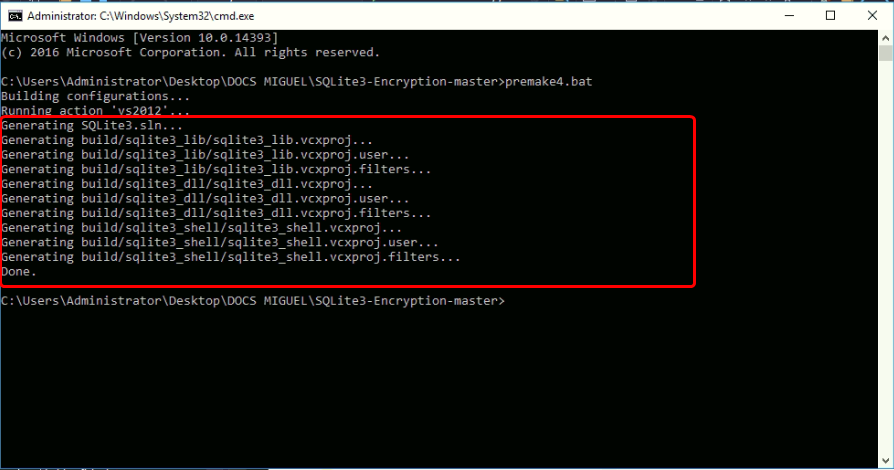 Administrator: C:\Windows\System32\cmd.exe
Microsoft Windows [Version 10.0.14393]
(c) 2016 Microsoft Corporation. All rights reserved.
C:\Users\Administrator\Desktop\DOCS MIGUEL\SQLite3-Encryption-master>premake4.bat
Building configurations...
Running action 'vs2012'...
Generating SQLite3.sln...
Generating build/sqlite3_lib/sqlite3_lib.vcxproj...
Generating build/sqlite3_lib/sqlite3_lib.vcxproj.user...
Generating build/sqlite3_lib/sqlite3_lib.vcxproj.filters...
Generating build/sqlite3_dll/sqlite3_dll.vcxproj...
Generating build/sqlite3_dll/sqlite3_dll.vcxproj.user...
Generating build/sqlite3_dll/sqlite3_dll.vcxproj.filters...
Generating build/sqlite3_shell/sqlite3_shell.vcxproj...
Generating build/sqlite3_shell/sqlite3_shell.vcxproj.user...
Generating build/sqlite3_shell/sqlite3_shell.vcxproj.filters...
Done.
C:\Users\Administrator\Desktop\DOCS MIGUEL\SQLite3-Encryption-master>